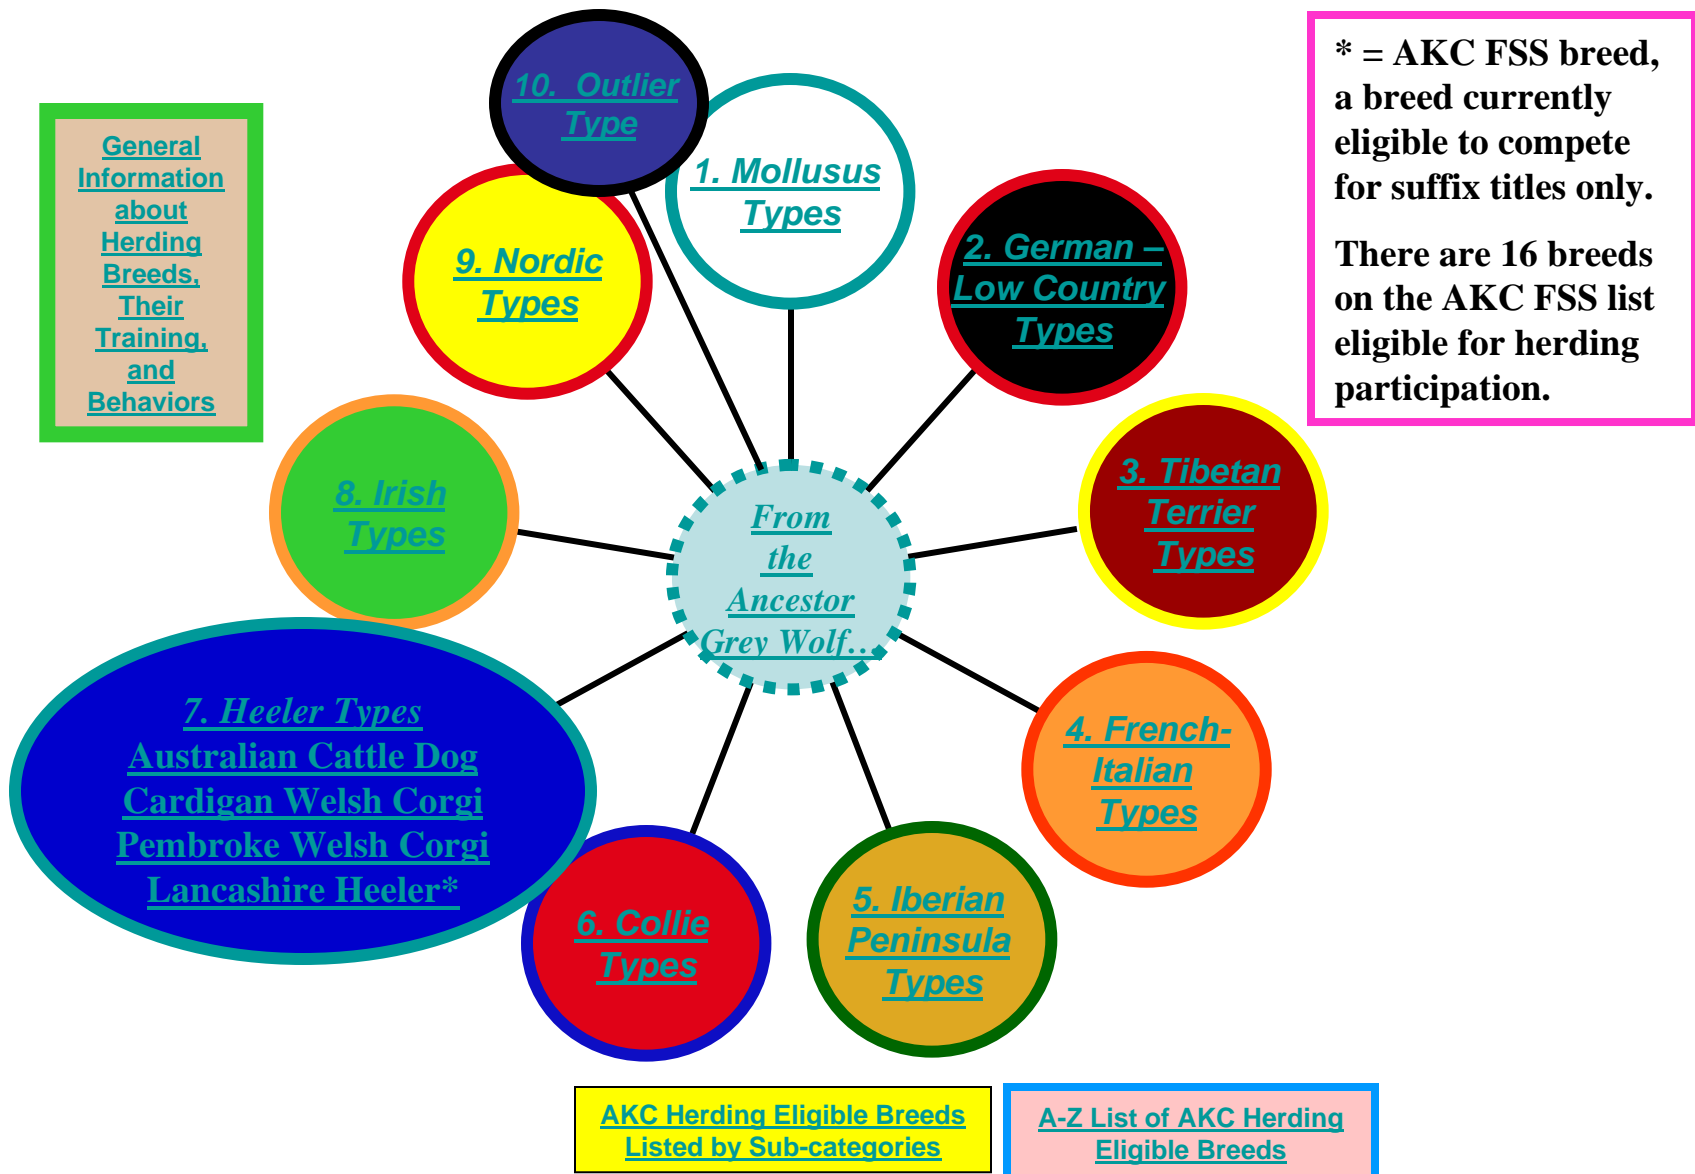 10. Outlier
Type
1. Mollusus
Types
2. German –
Low Country
Types
3. Tibetan
Terrier
Types
4. French-
Italian
Types
5. Iberian
Peninsula
Types
6. Collie
Types
7. Heeler Types
Australian Cattle Dog
Cardigan Welsh Corgi
Pembroke Welsh Corgi
Lancashire Heeler*
8. Irish
Types
9. Nordic
Types
From
the
Ancestor
Grey Wolf…
General
Information
about
Herding
Breeds,
Their
Training,
and
Behaviors
* = AKC FSS breed,
a breed currently
eligible to compete
for suffix titles only.
There are 16 breeds
on the AKC FSS list
eligible for herding
participation.
AKC Herding Eligible Breeds
Listed by Sub-categories
A-Z List of AKC Herding
Eligible Breeds